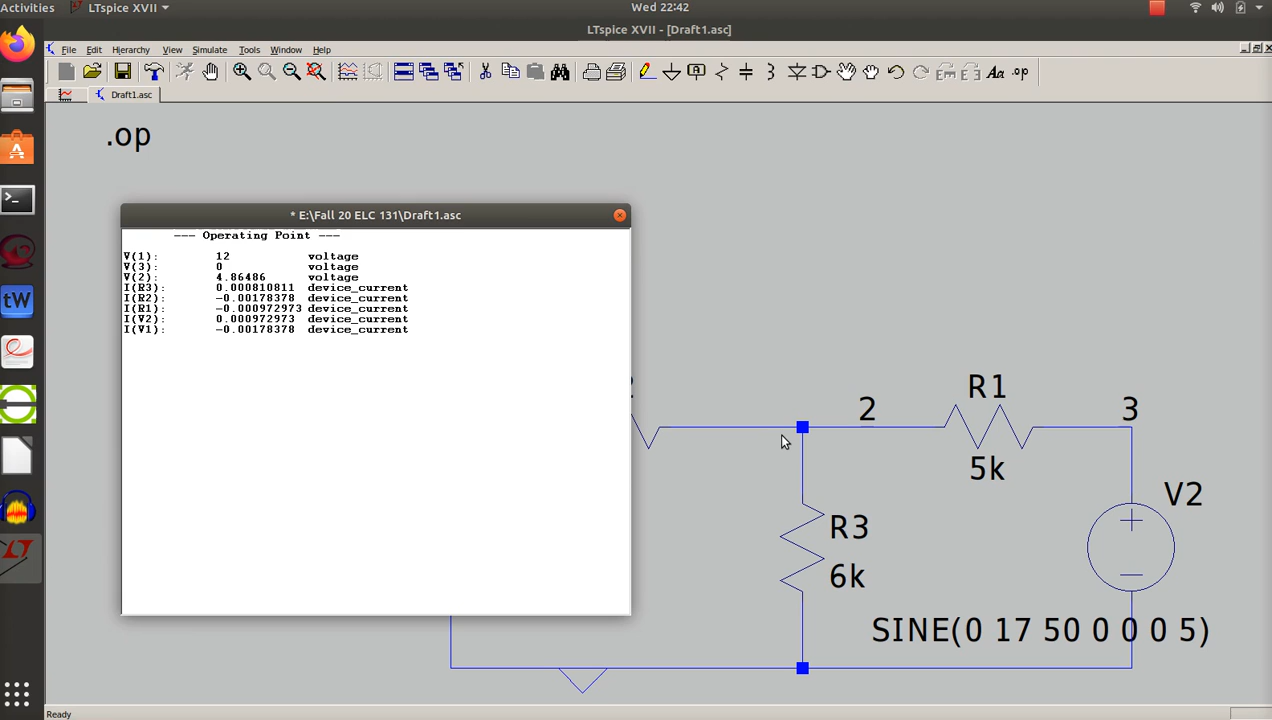 Activities LTspice XVII Wed 22:42
LTspice XVII - [Draft1.asc]
File Edit Hierarchy View Simulate Tools Window Help
Aa .op
Draft1.asc
.op
* E:\Fall 20 ELC 131\Draft1.asc
--- Operating Point ---
V(1): 12 voltage
V(3): 0 voltage
V(2): 4.86486 voltage
I(R3): 0.000810811 device_current
I(R2): -0.00178378 device_current
I(R1): -0.000972973 device_current
I(V2): 0.000972973 device_current
I(V1): -0.00178378 device_current
R1
2
3
5k
V2
R3
6k
SINE(0 17 50 0 0 0 5)
tW
Ready